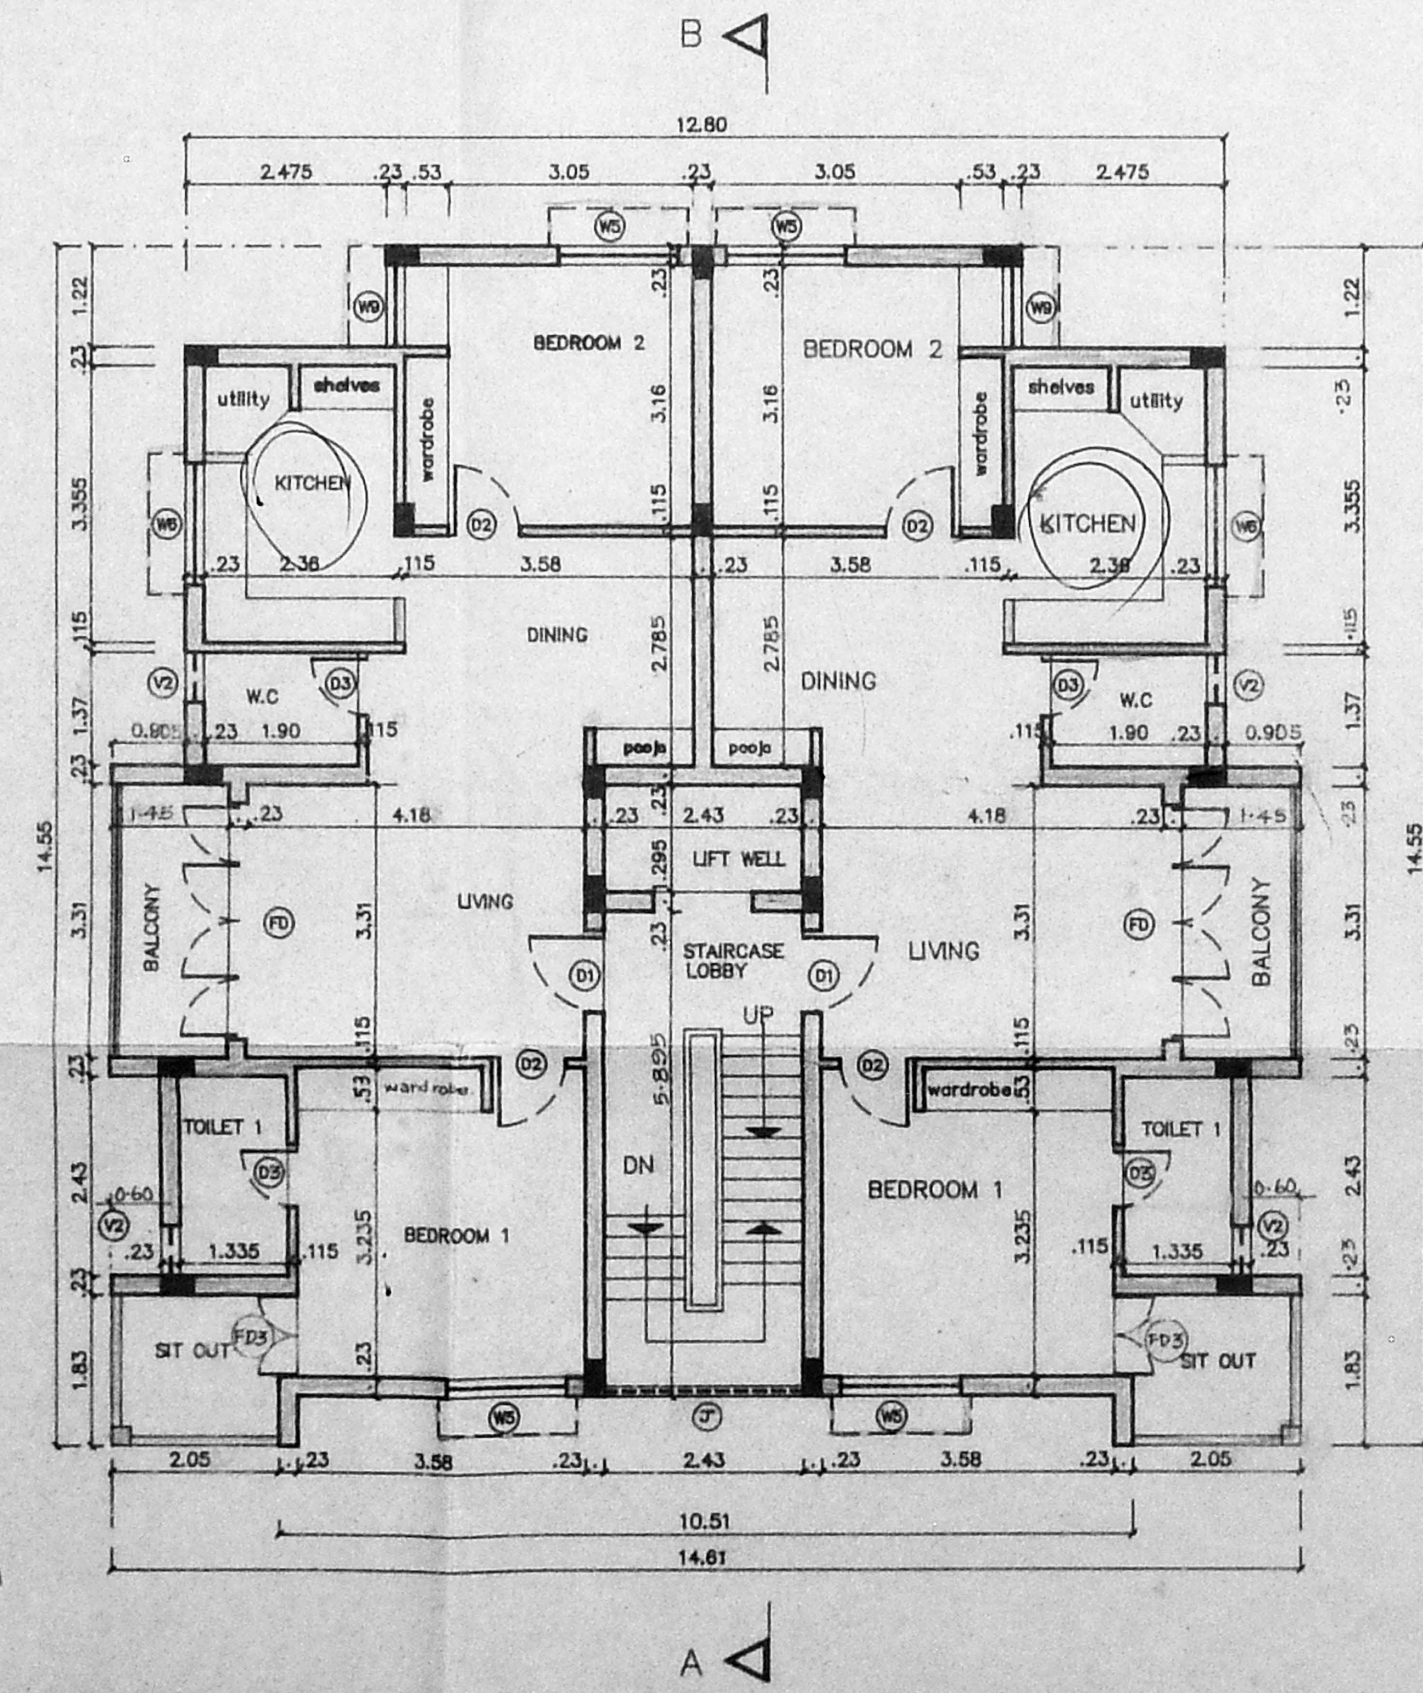 B
12.80
2.475 .23 .53 3.05 .23 3.05 .53 .23 2.475
W5 W5
1.22 W9 .23 .23 W9 1.22
BEDROOM 2 BEDROOM 2
.23
utility shelves shelves utility .23
wardrobe 3.16 3.16 wardrobe
KITCHEN KITCHEN
3.355 W6 D2 .115 .115 D2 W6 3.355
.23 2.36 .115 3.58 .23 3.58 .115 2.36 .23
.115 DINING 2.785 2.785 .115
DINING
V2 W.C D3 D3 W.C V2
1.37 0.905 .23 1.90 .115 .115 1.90 .23 0.905 1.37
pooja pooja
.23 .23
1.45 .23 4.18 .23 .23 2.43 .23 4.18 .23 1.45 .23
14.55 1.295 LIFT WELL 14.55
LIVING
3.31 BALCONY FD 3.31 .23 3.31 FD BALCONY 3.31
STAIRCASE
LOBBY
LIVING
D1 D1
UP
.115 .115 .23
.23 D2 D2
.53 wardrobe 5.895 wardrobe .53
TOILET 1 TOILET 1
2.43 D3 DN D3 2.43
0.60 BEDROOM 1 0.60
V2 3.235 BEDROOM 1 3.235 V2
.23 1.335 .115 .115 1.335 .23
.23 .23
SIT OUT FD3 FD3 SIT OUT
1.83 .23 1.83
W5 J W5
2.05 .23 3.58 .23 2.43 .23 3.58 .23 2.05
10.51
14.61
A